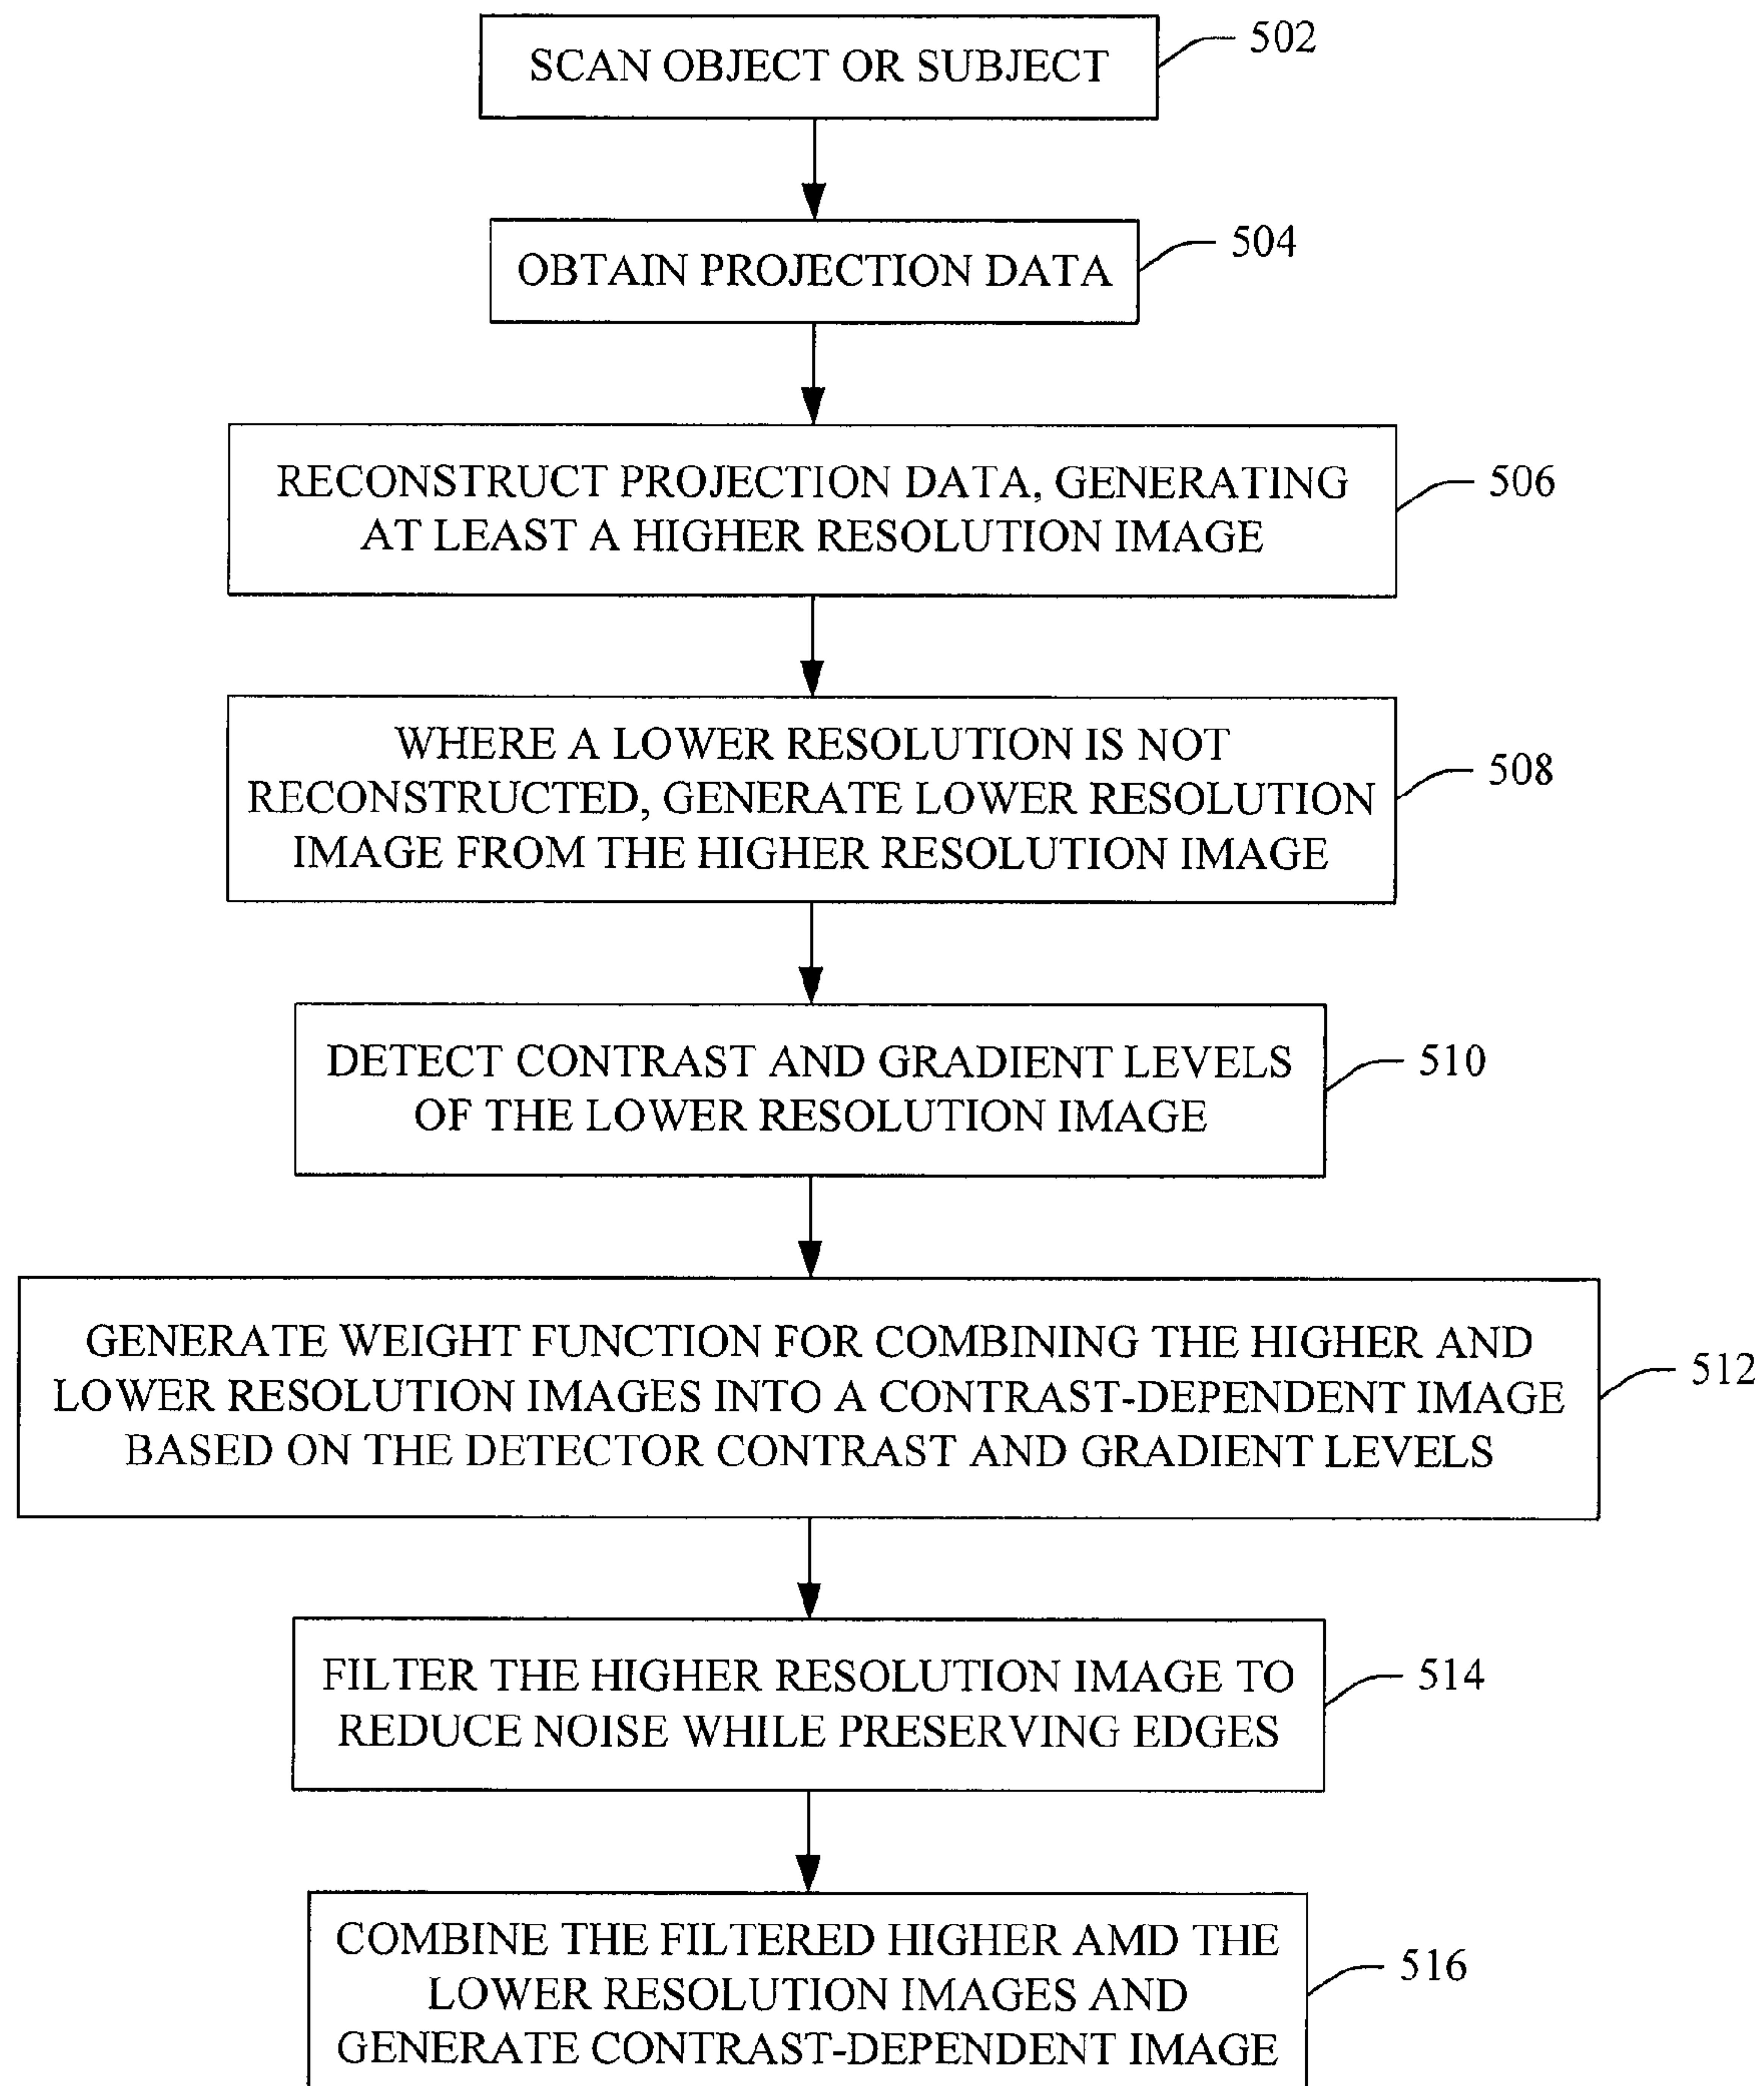 SCAN OBJECT OR SUBJECT
502
OBTAIN PROJECTION DATA
504
RECONSTRUCT PROJECTION DATA, GENERATING
AT LEAST A HIGHER RESOLUTION IMAGE
506
WHERE A LOWER RESOLUTION IS NOT
RECONSTRUCTED, GENERATE LOWER RESOLUTION
IMAGE FROM THE HIGHER RESOLUTION IMAGE
508
DETECT CONTRAST AND GRADIENT LEVELS
OF THE LOWER RESOLUTION IMAGE
510
GENERATE WEIGHT FUNCTION FOR COMBINING THE HIGHER AND
LOWER RESOLUTION IMAGES INTO A CONTRAST-DEPENDENT IMAGE
BASED ON THE DETECTOR CONTRAST AND GRADIENT LEVELS
512
FILTER THE HIGHER RESOLUTION IMAGE TO
REDUCE NOISE WHILE PRESERVING EDGES
514
COMBINE THE FILTERED HIGHER AMD THE
LOWER RESOLUTION IMAGES AND
GENERATE CONTRAST-DEPENDENT IMAGE
516